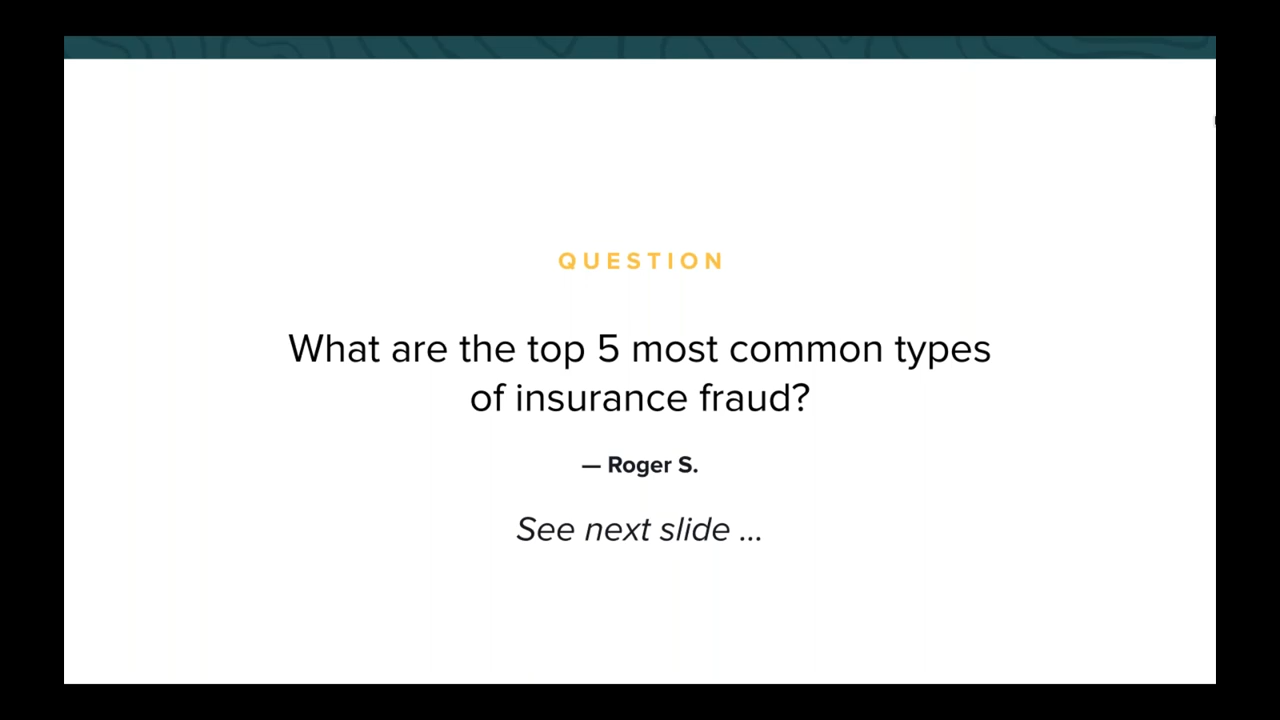 QUESTION
What are the top 5 most common types
of insurance fraud?
— Roger S.
See next slide ...